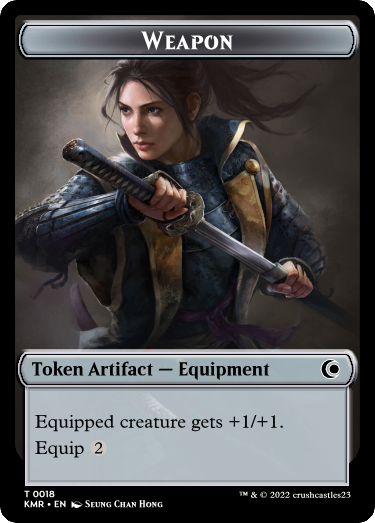 Weapon
Token Artifact — Equipment
Equipped creature gets +1/+1.
Equip 2
T 0018
KMR • EN Seung Chan Hong
™ & © 2022 crushcastles23